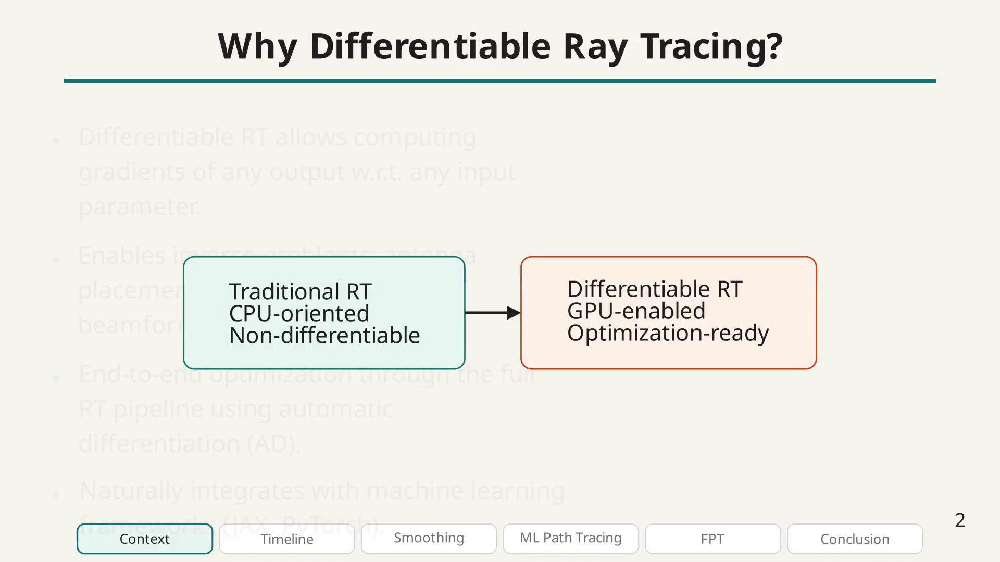 Why Differentiable Ray Tracing?
• Differentiable RT allows computing
gradients of any output w.r.t. any input
parameter.
• Enables inverse problems: antenna
placemen
beamfor
• End-to-end optimization through the full
RT pipeline using automatic
differentiation (AD).
• Naturally integrates with machine learning
frameworks (JAX, PyTorch).
Traditional RT
CPU-oriented
Non-differentiable
Differentiable RT
GPU-enabled
Optimization-ready
2
Context
Timeline
Smoothing
ML Path Tracing
FPT
Conclusion